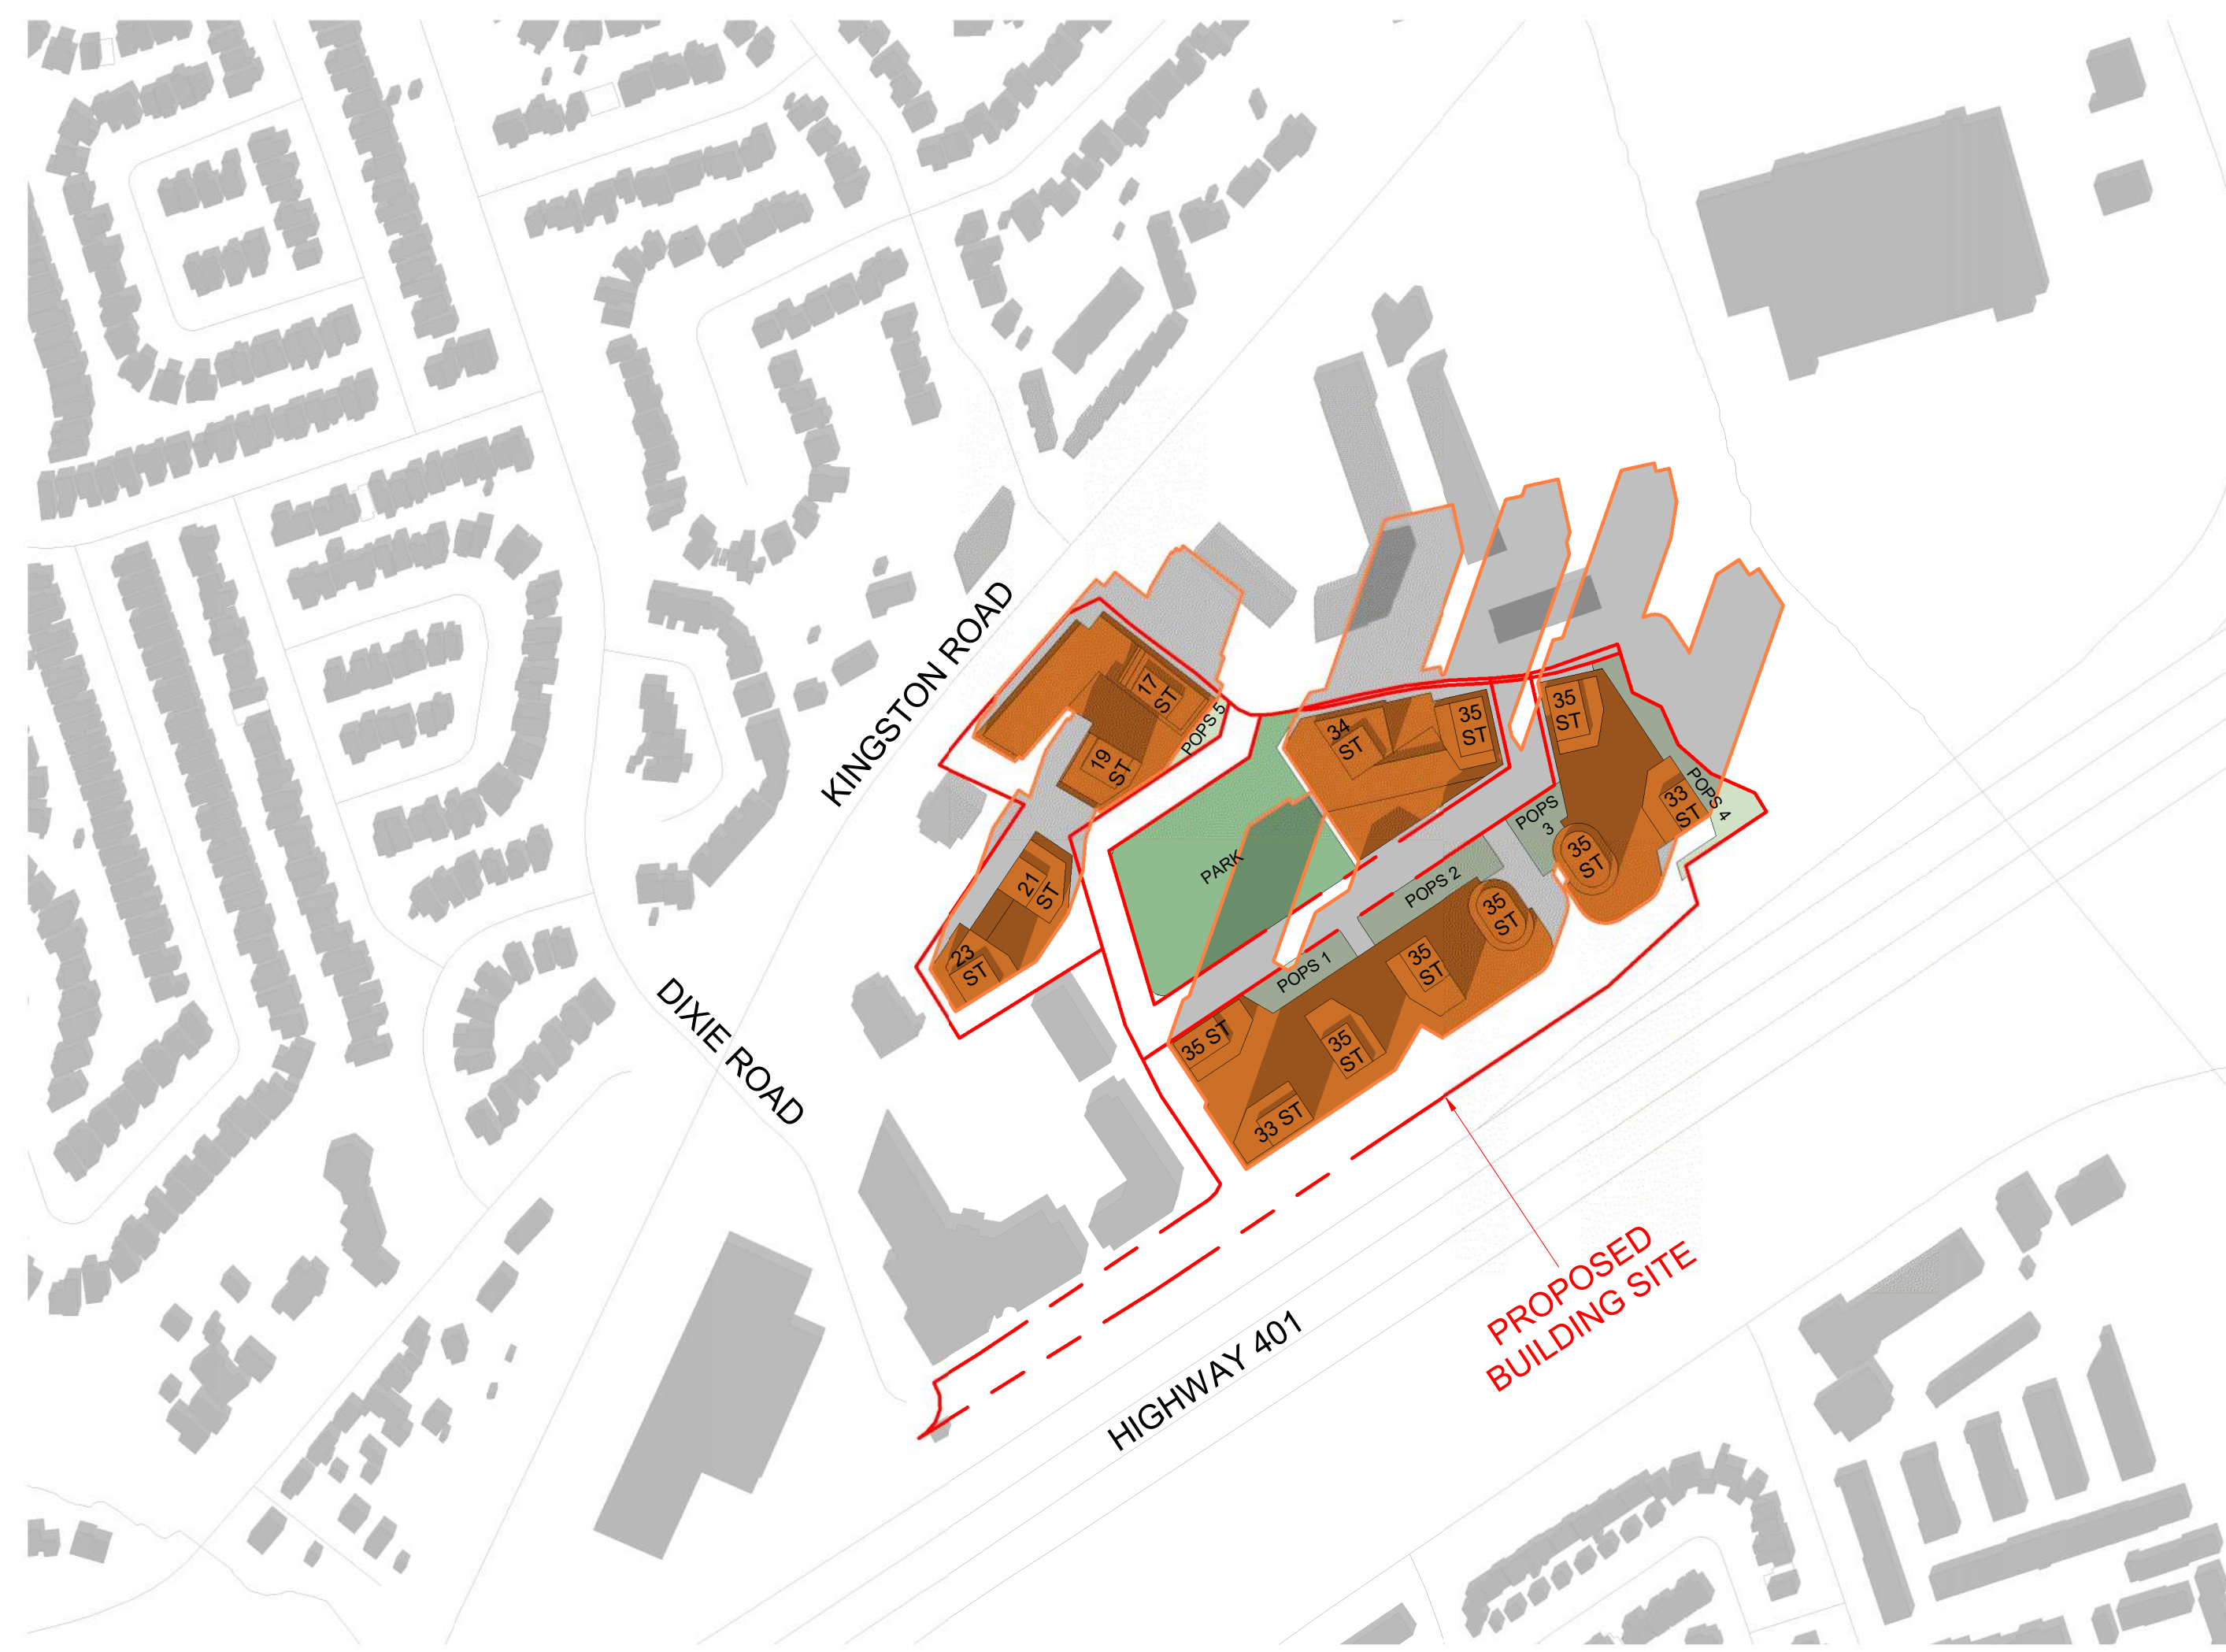 KINGSTON ROAD
17
ST
POPS 5
19
ST
21
ST
23
ST
34
ST
35
ST
35
ST
33
ST
POPS 4
POPS
3
35
ST
PARK
POPS 2
35
ST
35
ST
POPS 1
35 ST
35
ST
33 ST
DIXIE ROAD
PROPOSED
BUILDING SITE
HIGHWAY 401